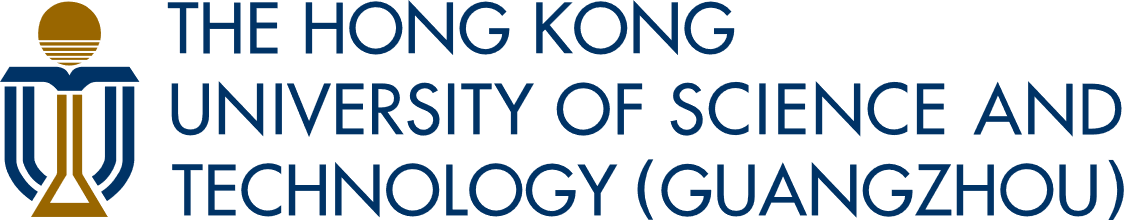 THE HONG KONG
UNIVERSITY OF SCIENCE AND
TECHNOLOGY (GUANGZHOU)